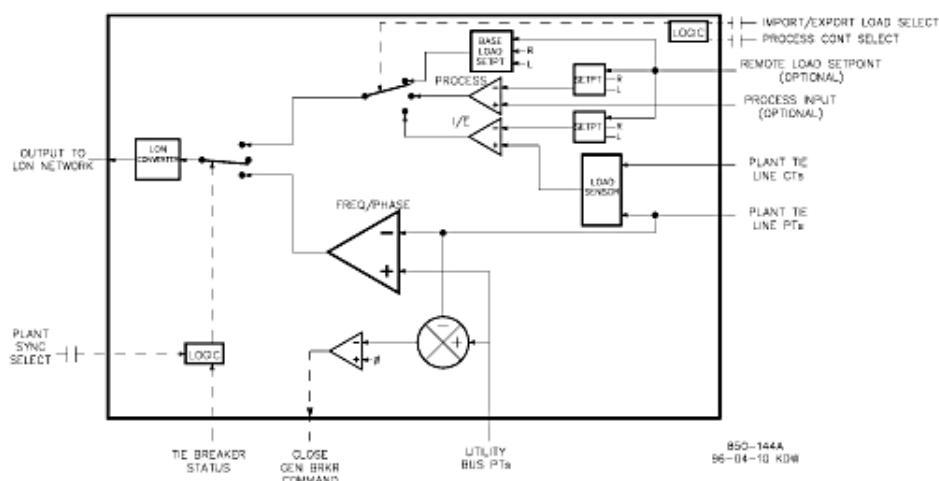 LOGIC
IMPORT/EXPORT LOAD SELECT
PROCESS CONT SELECT
BASE
LOAD
SETPT
R
L
REMOTE LOAD SETPOINT
(OPTIONAL)
PROCESS
SETPT
R
L
-
+
PROCESS INPUT
(OPTIONAL)
I/E
-
+
SETPT
R
L
OUTPUT TO
LON NETWORK
LON
CONVERTER
LOAD
SENSOR
PLANT TIE
LINE CTs
FREQ/PHASE
PLANT TIE
LINE PTs
-
+
-
+
PLANT
SYNC
SELECT
LOGIC
-
+
ø
TIE BREAKER
STATUS
CLOSE
GEN BRKR
COMMAND
UTILITY
BUS PTs
850-144A
96-04-10 KDW